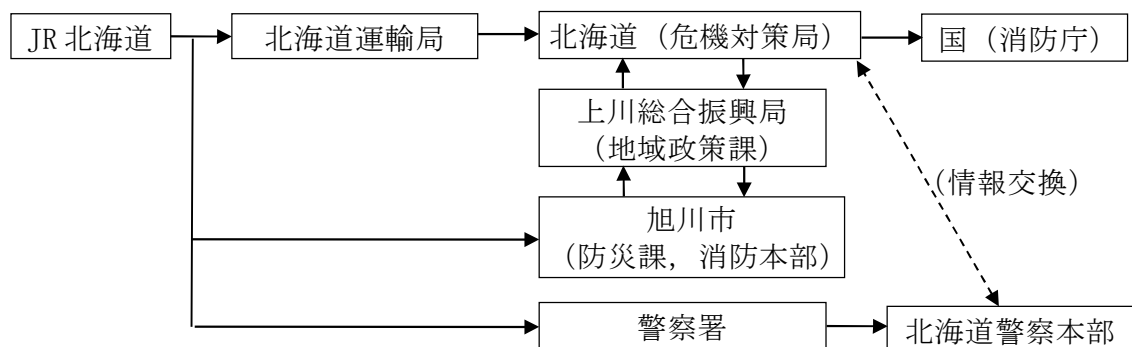 JR北海道
北海道運輸局
北海道（危機対策局）
国（消防庁）
上川総合振興局
（地域政策課）
（情報交換）
旭川市
（防災課，消防本部）
警察署
北海道警察本部